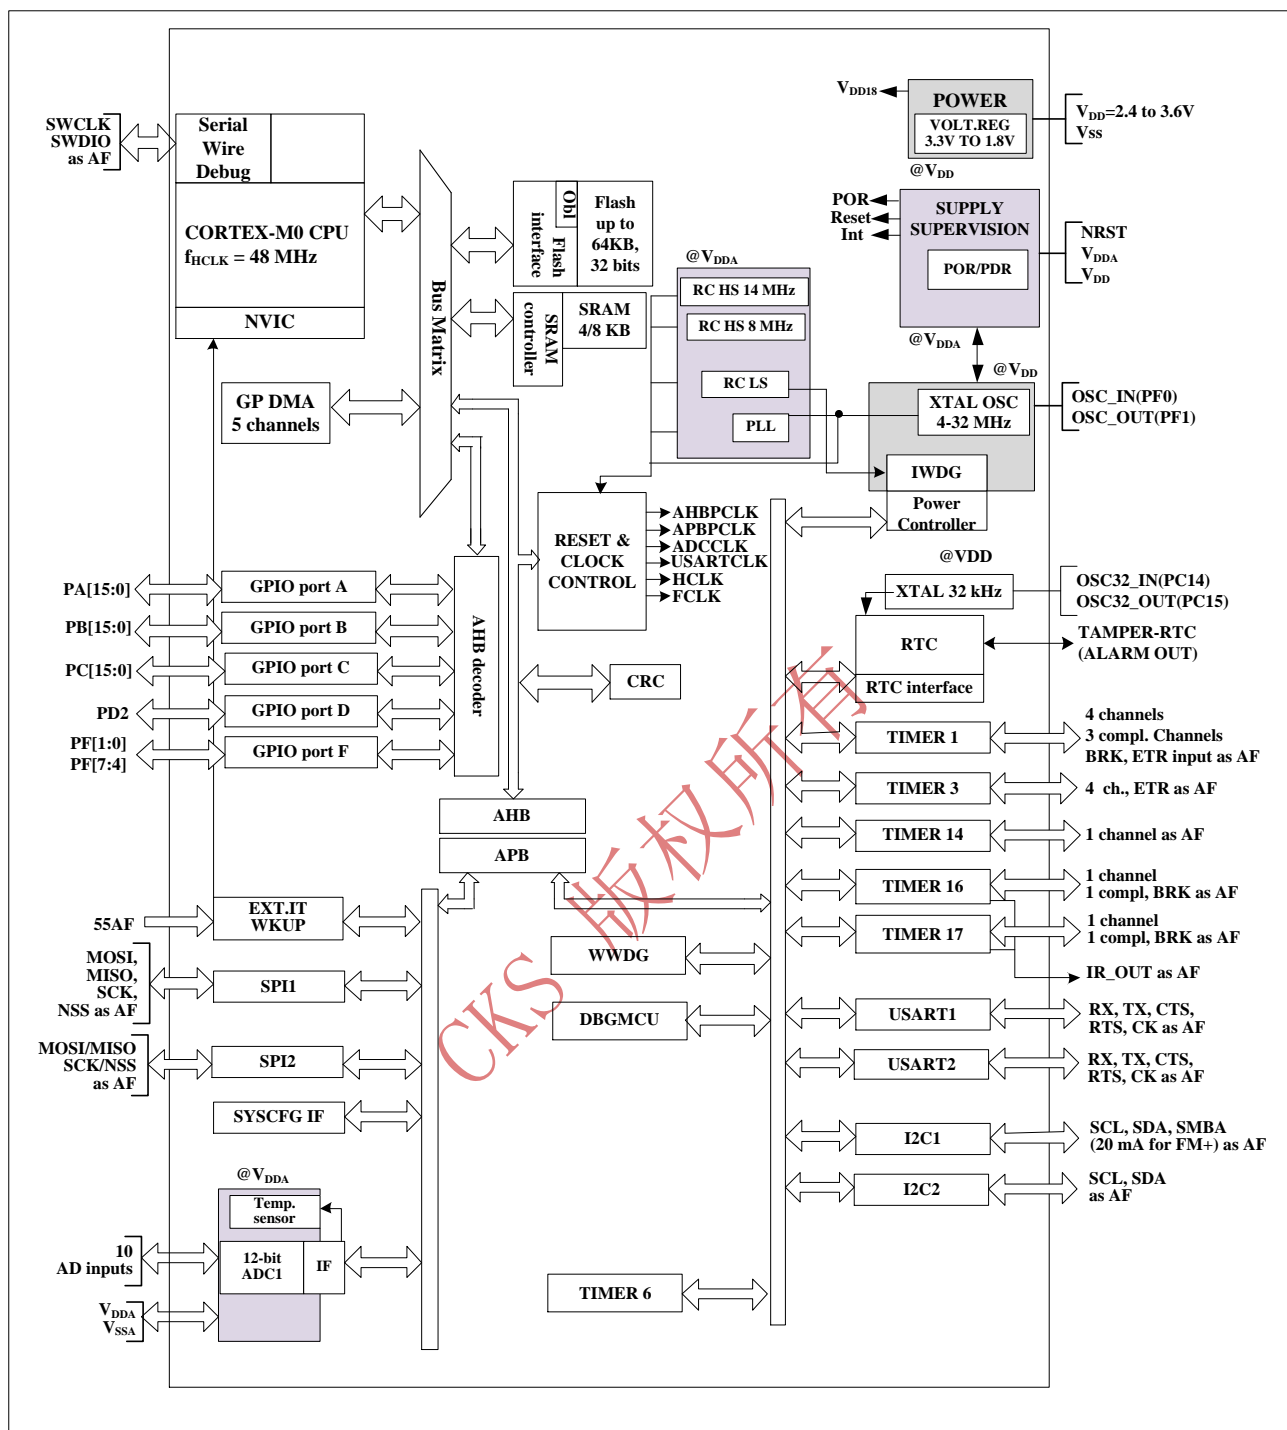 SWCLK
SWDIO
as AF
Serial
Wire
Debug
CORTEX-M0 CPU
fHCLK = 48 MHz
NVIC
GP DMA
5 channels
Bus Matrix
Obl
Flash
interface
Flash
up to
64KB,
32 bits
SRAM
controller
SRAM
4/8 KB
@VDDA
RC HS 14 MHz
RC HS 8 MHz
RC LS
PLL
VDD18
POWER
VOLT.REG
3.3V TO 1.8V
VDD=2.4 to 3.6V
VSS
@VDD
POR
Reset
Int
SUPPLY
SUPERVISION
POR/PDR
NRST
VDDA
VDD
@VDDA
@VDD
XTAL OSC
4-32 MHz
OSC_IN(PF0)
OSC_OUT(PF1)
IWDG
Power
Controller
RESET &
CLOCK
CONTROL
AHBPCLK
APBPCLK
ADCCLK
USARTCLK
HCLK
FCLK
@VDD
XTAL 32 kHz
OSC32_IN(PC14)
OSC32_OUT(PC15)
RTC
RTC interface
TAMPER-RTC
(ALARM OUT)
PA[15:0]
GPIO port A
PB[15:0]
GPIO port B
PC[15:0]
GPIO port C
PD2
GPIO port D
PF[1:0]
PF[7:4]
GPIO port F
AHB decoder
CRC
AHB
APB
TIMER 1
4 channels
3 compl. Channels
BRK, ETR input as AF
TIMER 3
4 ch., ETR as AF
TIMER 14
1 channel as AF
TIMER 16
1 channel
1 compl, BRK as AF
TIMER 17
1 channel
1 compl, BRK as AF
IR_OUT as AF
55AF
EXT.IT
WKUP
WWDG
MOSI,
MISO,
SCK,
NSS as AF
SPI1
DBGMCU
USART1
RX, TX, CTS,
RTS, CK as AF
MOSI/MISO
SCK/NSS
as AF
SPI2
USART2
RX, TX, CTS,
RTS, CK as AF
SYSCFG IF
I2C1
SCL, SDA, SMBA
(20 mA for FM+) as AF
I2C2
SCL, SDA
as AF
@VDDA
Temp.
sensor
10
AD inputs
12-bit
ADC1
IF
VDDA
VSSA
TIMER 6
CKS 版权所有